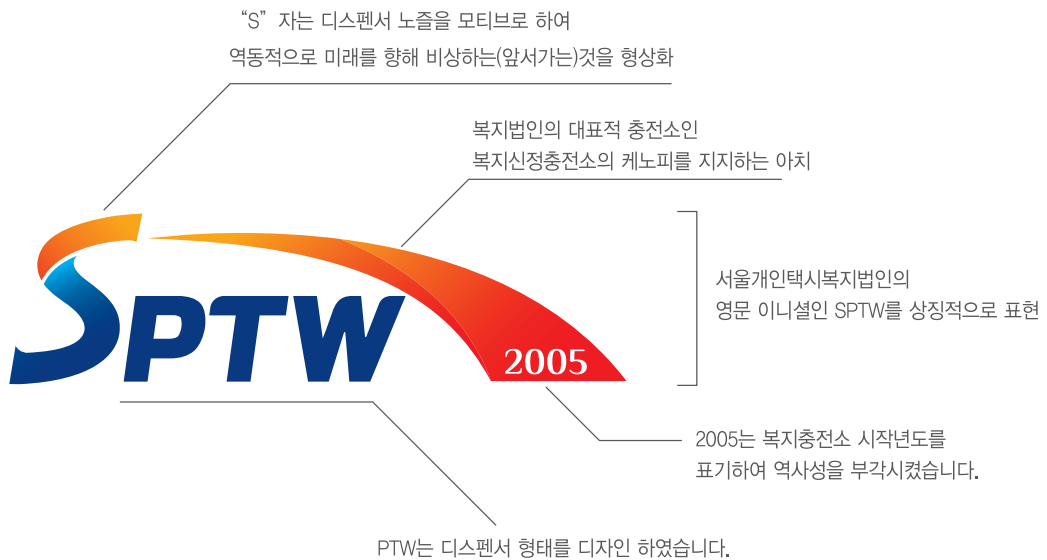 “S” 자는 디스펜서 노즐을 모티브로 하여
역동적으로 미래를 향해 비상하는(앞서가는)것을 형상화
복지법인의 대표적 충전소인
복지신정충전소의 케노피를 지지하는 아치
서울개인택시복지법인의
영문 이니셜인 SPTW를 상징적으로 표현
SPTW
2005
2005는 복지충전소 시작년도를
표기하여 역사성을 부각시켰습니다.
PTW는 디스펜서 형태를 디자인 하였습니다.